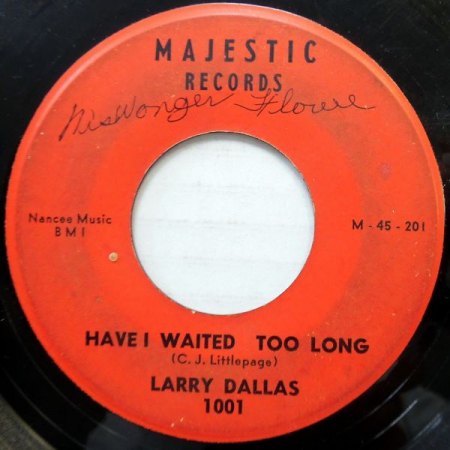 MAJESTIC
RECORDS
Nancee Music
BMI
M - 45 - 201
HAVE I WAITED TOO LONG
(C. J. Littlepage)
LARRY DALLAS
1001